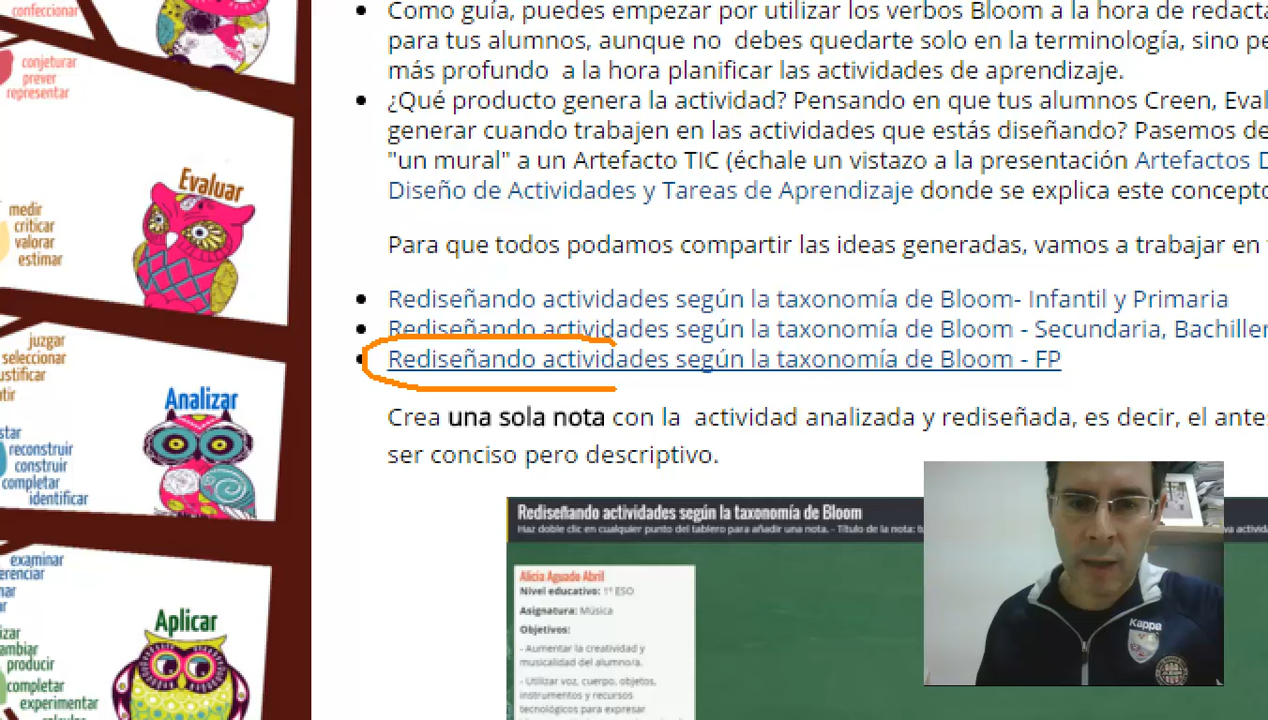 confeccionar
conjeturar
prever
representar
Evaluar
medir
criticar
valorar
estimar
juzgar
seleccionar
Analizar
reconstruir
construir
completar
identificar
examinar
Aplicar
producir
completar
experimentar
Como guía, puedes empezar por utilizar los verbos Bloom a la hora de
para tus alumnos, aunque no debes quedarte solo en la terminología, sino
más profundo a la hora planificar las actividades de aprendizaje.
¿Qué producto genera la actividad? Pensando en que tus alumnos Creen,
generar cuando trabajen en las actividades que estás diseñando? Pasemos
"un mural" a un Artefacto TIC (échale un vistazo a la presentación Artefactos
Diseño de Actividades y Tareas de Aprendizaje donde se explica este concepto
Para que todos podamos compartir las ideas generadas, vamos a trabajar en
Rediseñando actividades según la taxonomía de Bloom- Infantil y Primaria
Rediseñando actividades según la taxonomía de Bloom - Secundaria,
Rediseñando actividades según la taxonomía de Bloom - FP
Crea una sola nota con la actividad analizada y rediseñada, es decir, el
ser conciso pero descriptivo.
Rediseñando actividades según la taxonomía de Bloom
Haz doble clic en cualquier punto del tablero para añadir una nota. - Título de la nota:
Alicia Aguado Abril
Nivel educativo: 1º ESO
Asignatura: Música
Objetivos:
- Aumentar la creatividad y
musicalidad del alumno/a.
- Utilizar voz, cuerpo, objetos,
instrumentos y recursos
tecnológicos para expresar
Kappa